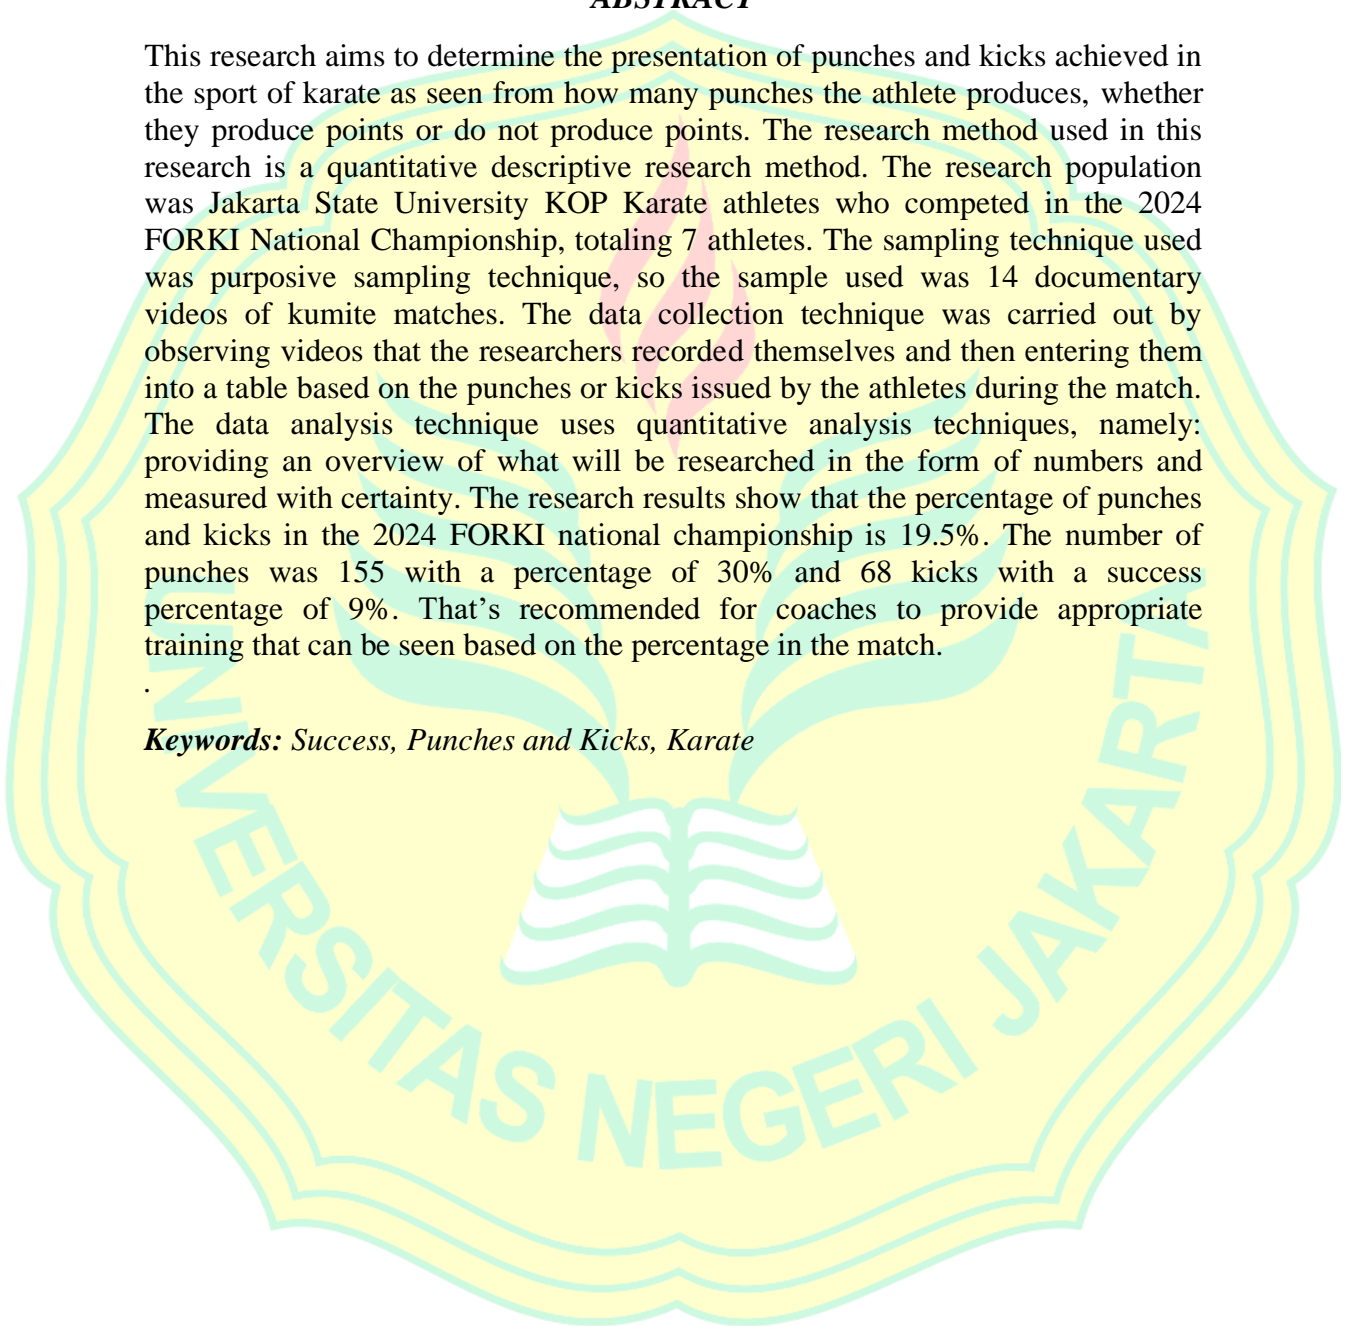 ABSTRACT
This research aims to determine the presentation of punches and kicks achieved in
the sport of karate as seen from how many punches the athlete produces, whether
they produce points or do not produce points. The research method used in this
research is a quantitative descriptive research method. The research population
was Jakarta State University KOP Karate athletes who competed in the 2024
FORKI National Championship, totaling 7 athletes. The sampling technique used
was purposive sampling technique, so the sample used was 14 documentary
videos of kumite matches. The data collection technique was carried out by
observing videos that the researchers recorded themselves and then entering them
into a table based on the punches or kicks issued by the athletes during the match.
The data analysis technique uses quantitative analysis techniques, namely:
providing an overview of what will be researched in the form of numbers and
measured with certainty. The research results show that the percentage of punches
and kicks in the 2024 FORKI national championship is 19.5%. The number of
punches was 155 with a percentage of 30% and 68 kicks with a success
percentage of 9%. That’s recommended for coaches to provide appropriate
training that can be seen based on the percentage in the match.
.
Keywords: Success, Punches and Kicks, Karate
UNIVERSITAS NEGERI JAKARTA